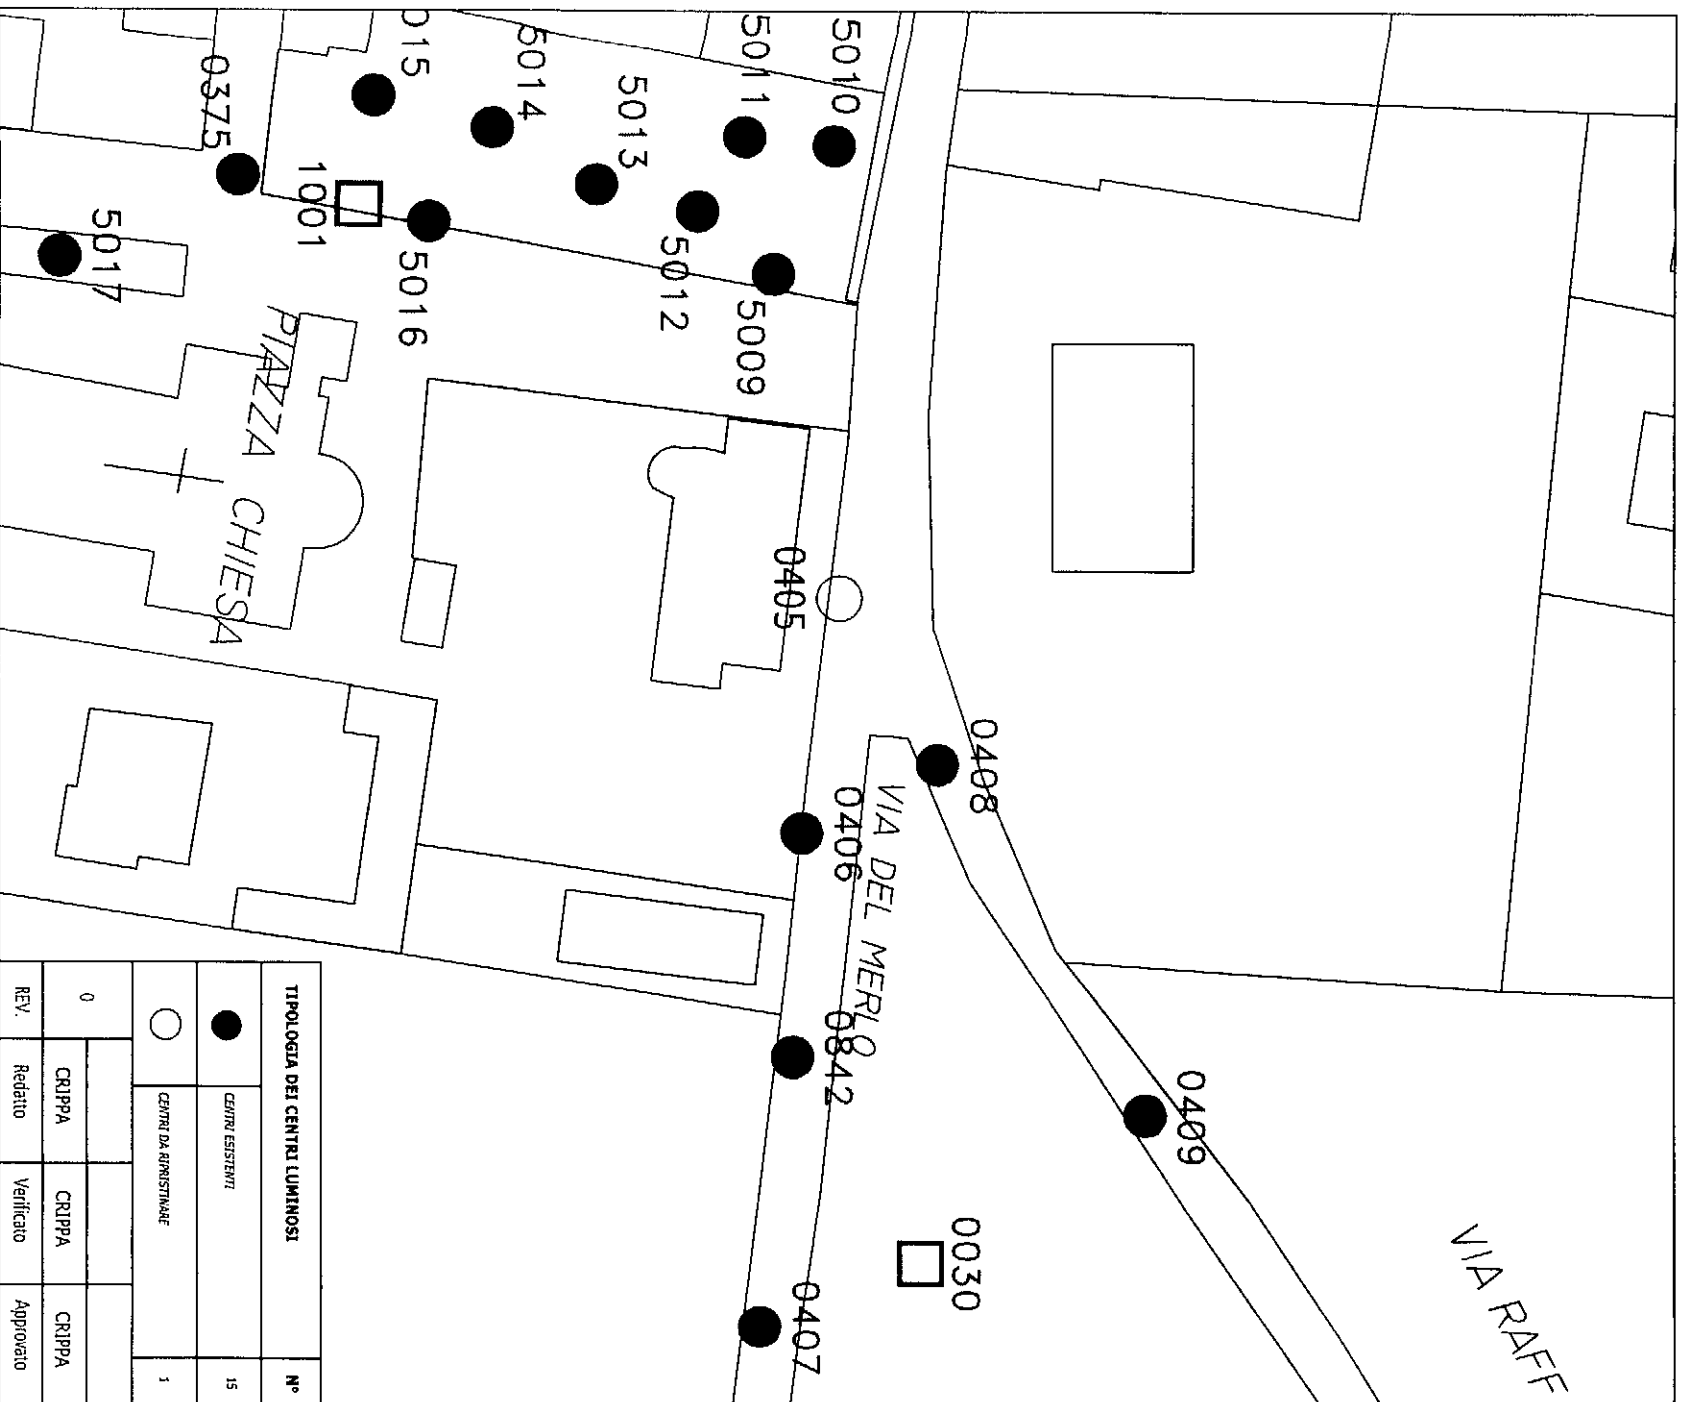 5010
5011
5014
015
5013
0375
1001
5017
5016
5012
5009
PIAZZA CHIESA
0405
0408
0406
VIA DEL MERLO
0842
0409
0030
0407
VIA RAFF
TIPOLOGIA DEI CENTRI LUMINOSI N°
CENTRI ESISTENTI 15
CENTRI DA RIPRISTINARE 1
0 CRIPPA CRIPPA CRIPPA
REV. Redatto Verificato Approvato